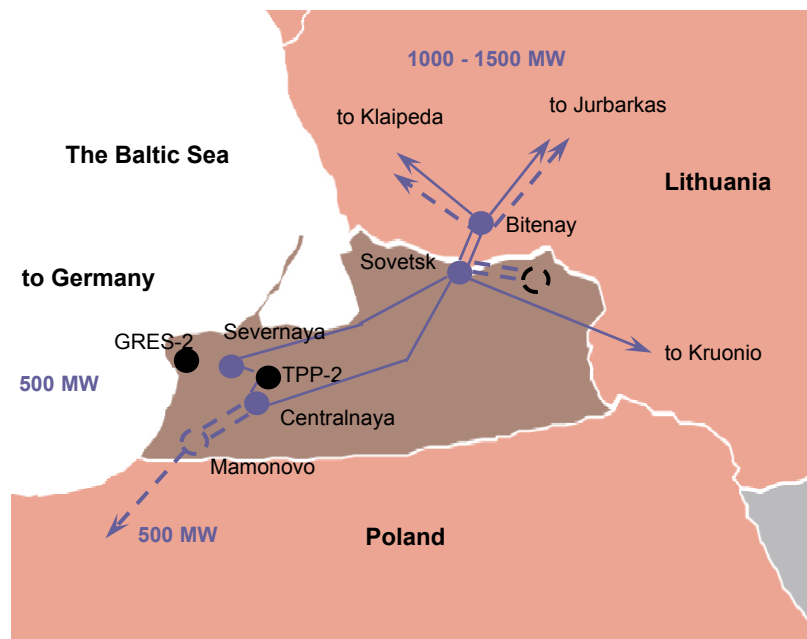 1000 - 1500 MW
to Jurbarkas
to Klaipeda
The Baltic Sea
Lithuania
Bitenay
Sovetsk
to Germany
Severnaya
GRES-2
to Kruonio
TPP-2
500 MW
Centralnaya
Mamonovo
500 MW
Poland